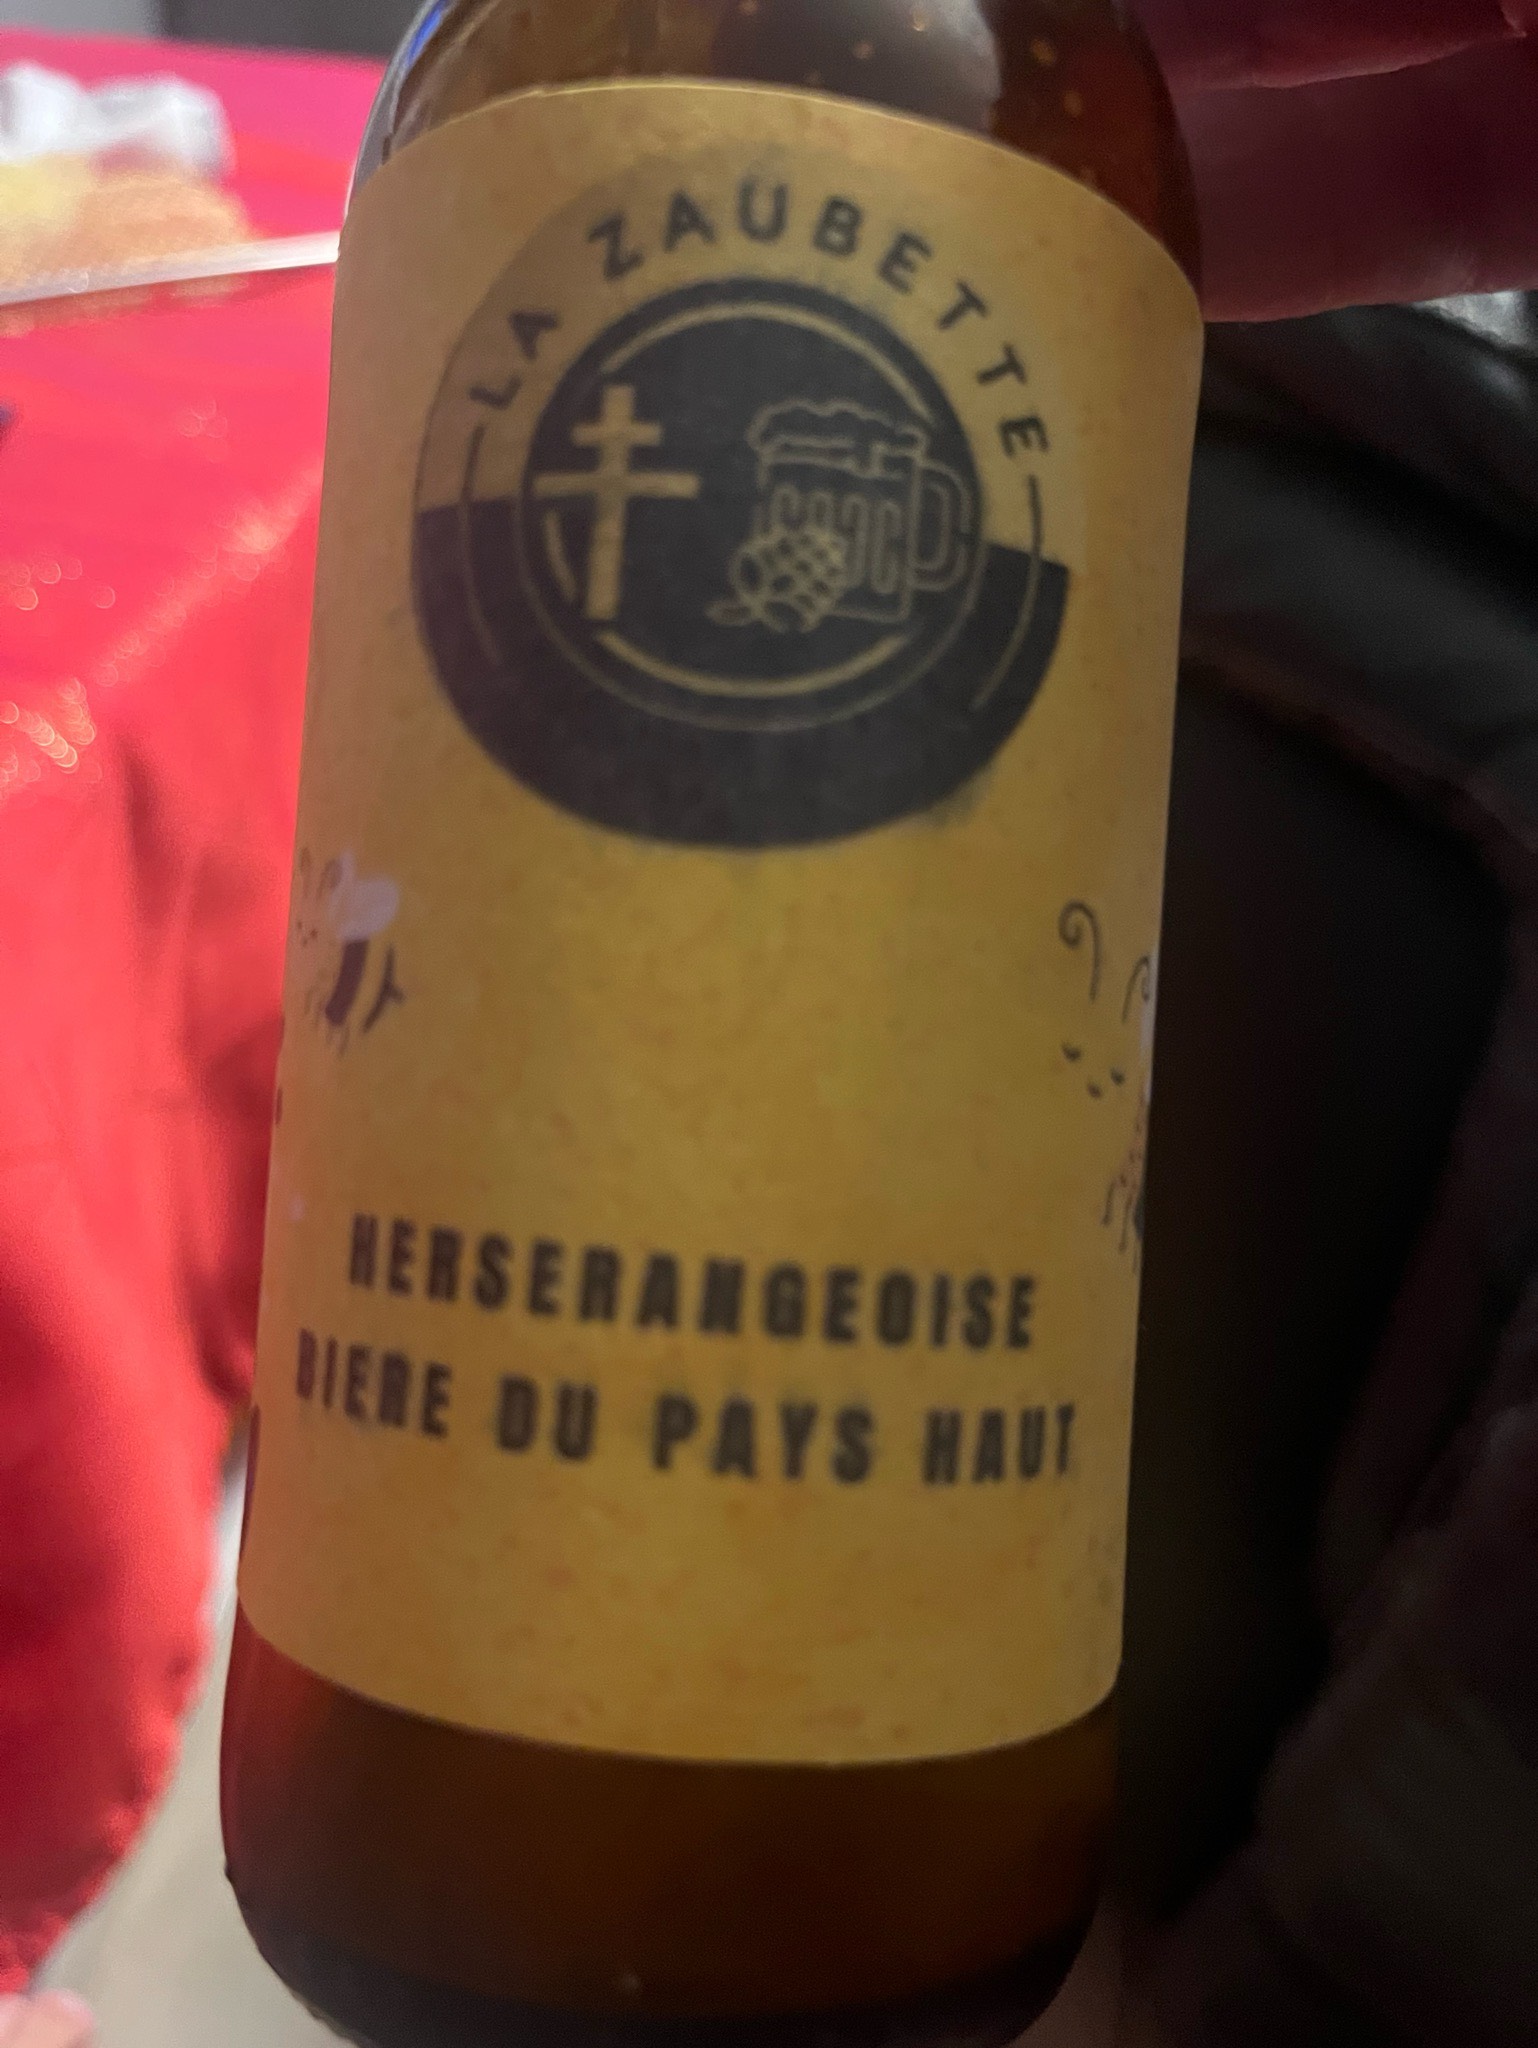 LA ZAUBETTE
HERSERANGEOISE
BIERE DU PAYS HAUT